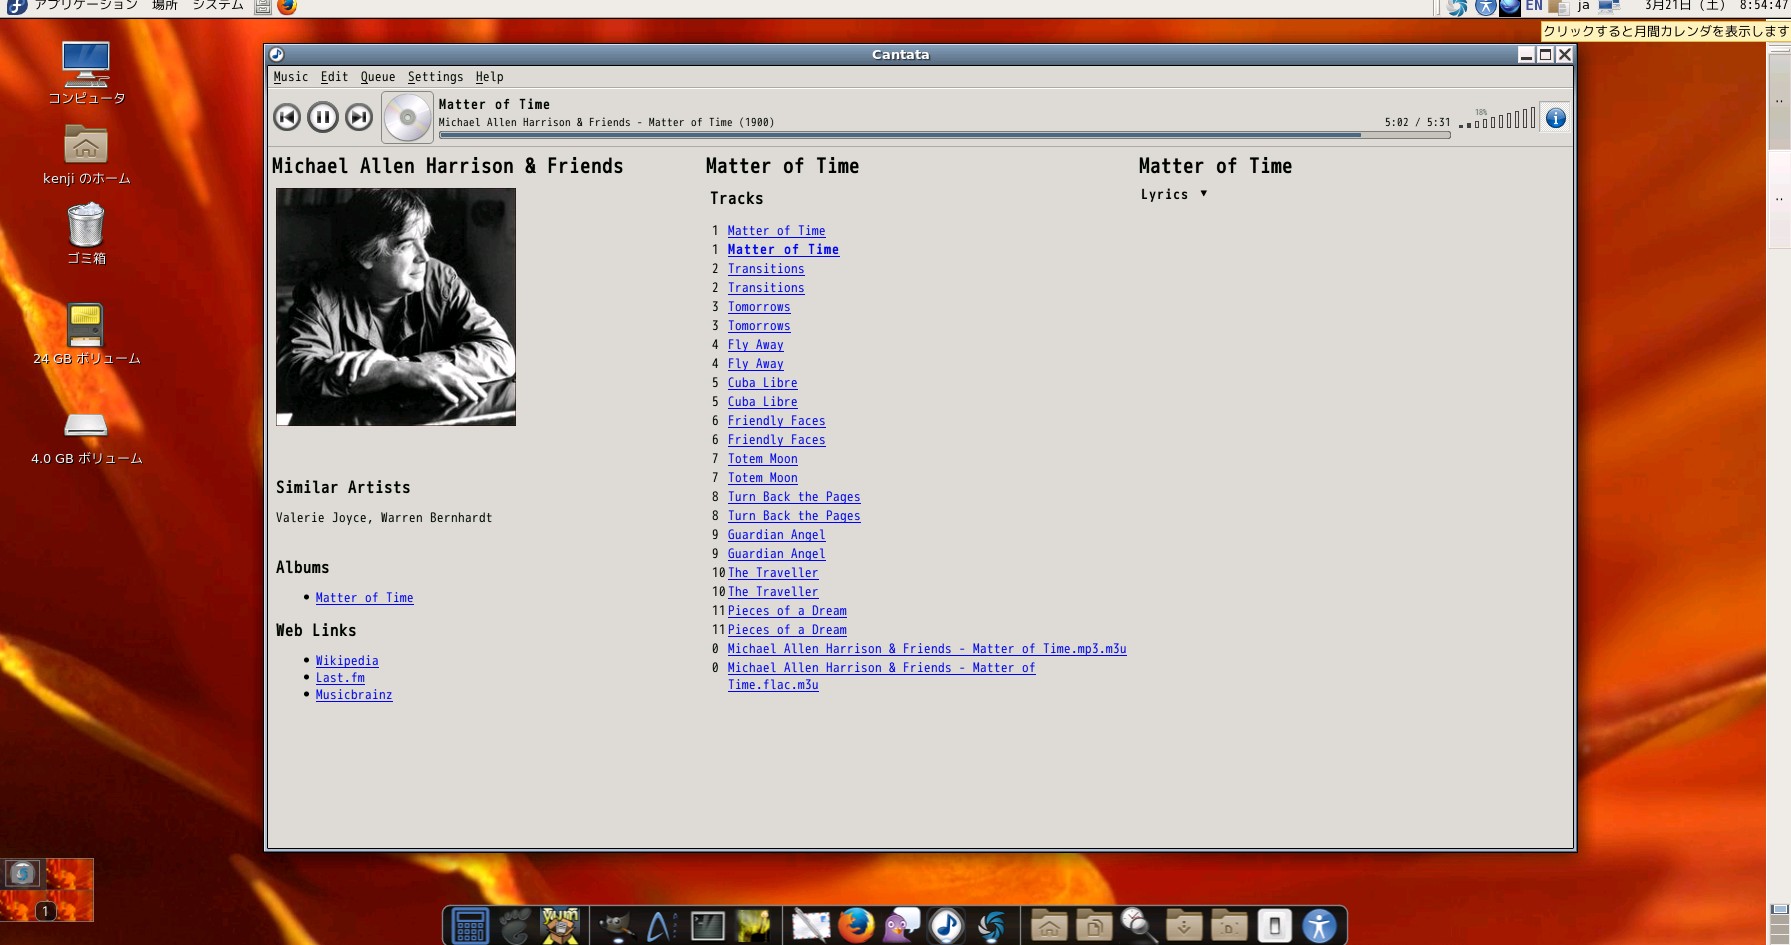 アプリケーション 場所 システム
EN ja 3月21日 (土) 8:54:47
クリックすると月間カレンダを表示します
コンピュータ
kenji のホーム
ゴミ箱
24 GB ボリューム
4.0 GB ボリューム
Cantata
Music Edit Queue Settings Help
Matter of Time
Michael Allen Harrison & Friends - Matter of Time (1900)
5:02 / 5:31
18%
Michael Allen Harrison & Friends
Similar Artists
Valerie Joyce, Warren Bernhardt
Albums
• Matter of Time
Web Links
• Wikipedia
• Last.fm
• Musicbrainz
Matter of Time
Tracks
1 Matter of Time
1 Matter of Time
2 Transitions
2 Transitions
3 Tomorrows
3 Tomorrows
4 Fly Away
4 Fly Away
5 Cuba Libre
5 Cuba Libre
6 Friendly Faces
6 Friendly Faces
7 Totem Moon
7 Totem Moon
8 Turn Back the Pages
8 Turn Back the Pages
9 Guardian Angel
9 Guardian Angel
10 The Traveller
10 The Traveller
11 Pieces of a Dream
11 Pieces of a Dream
0 Michael Allen Harrison & Friends - Matter of Time.mp3.m3u
0 Michael Allen Harrison & Friends - Matter of
Time.flac.m3u
Matter of Time
Lyrics ▼
1